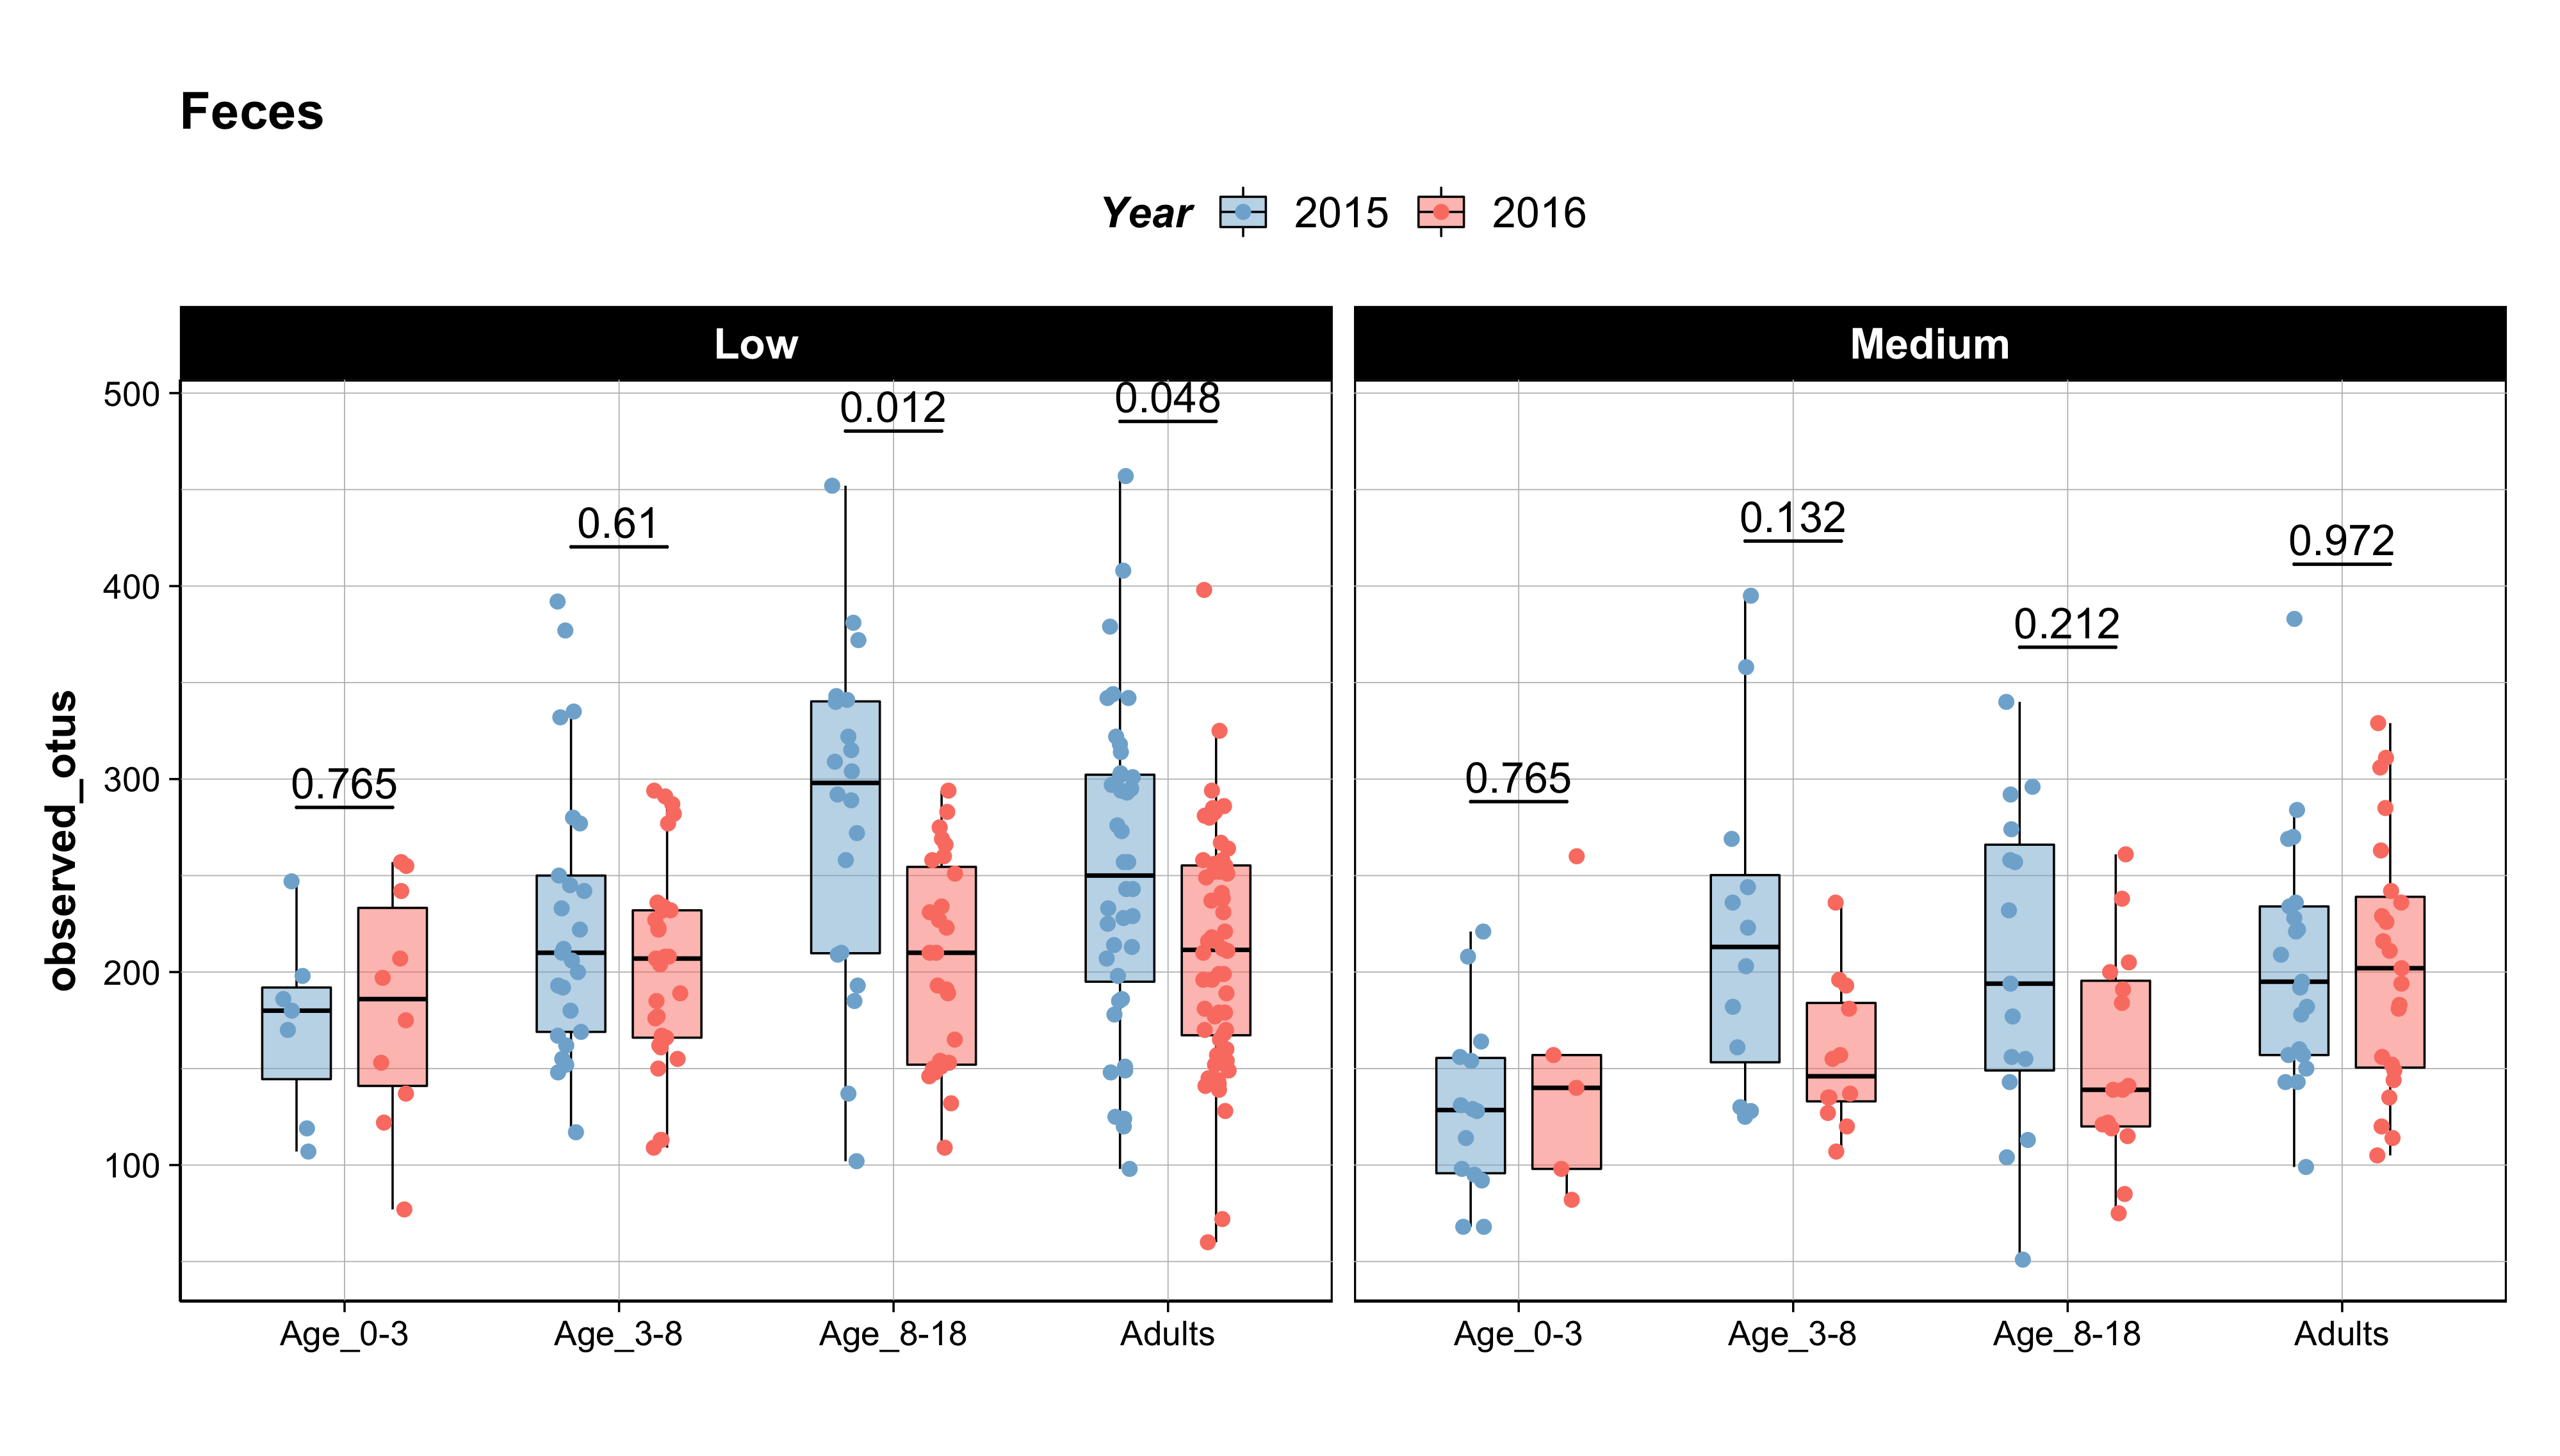 Feces
Year 2015 2016
Low Medium
0.765 0.61 0.012 0.048
0.765 0.132 0.212 0.972
observed_otus
500
400
300
200
100
Age_0-3 Age_3-8 Age_8-18 Adults
Age_0-3 Age_3-8 Age_8-18 Adults